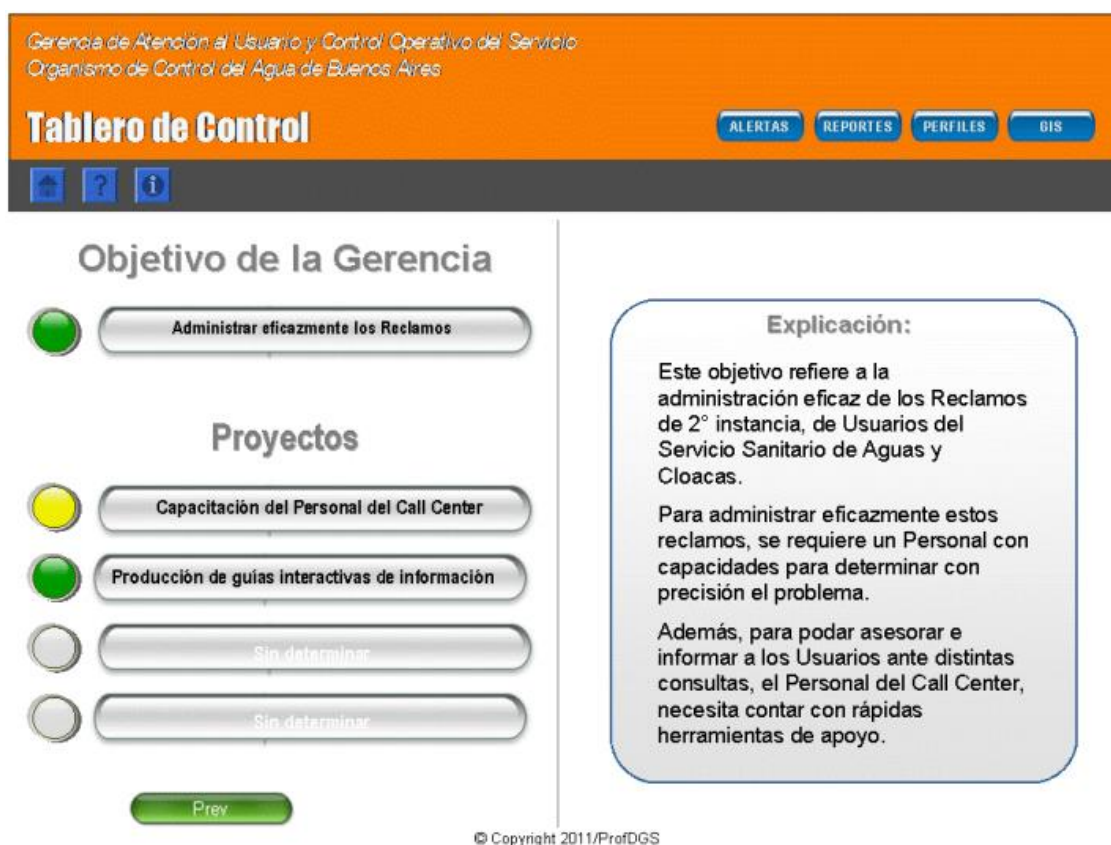 Gerencia de Atención al Usuario y Control Operativo del Servicio
Organismo de Control del Agua de Buenos Aires
Tablero de Control
ALERTAS
REPORTES
PERFILES
GIS
?
i
Objetivo de la Gerencia
Administrar eficazmente los Reclamos
Proyectos
Capacitación del Personal del Call Center
Producción de guías interactivas de información
Sin determinar
Sin determinar
Prev
Explicación:
Este objetivo refiere a la
administración eficaz de los Reclamos
de 2° instancia, de Usuarios del
Servicio Sanitario de Aguas y
Cloacas.
Para administrar eficazmente estos
reclamos, se requiere un Personal con
capacidades para determinar con
precisión el problema.
Además, para podar asesorar e
informar a los Usuarios ante distintas
consultas, el Personal del Call Center,
necesita contar con rápidas
herramientas de apoyo.
© Copyright 2011/ProfDGS